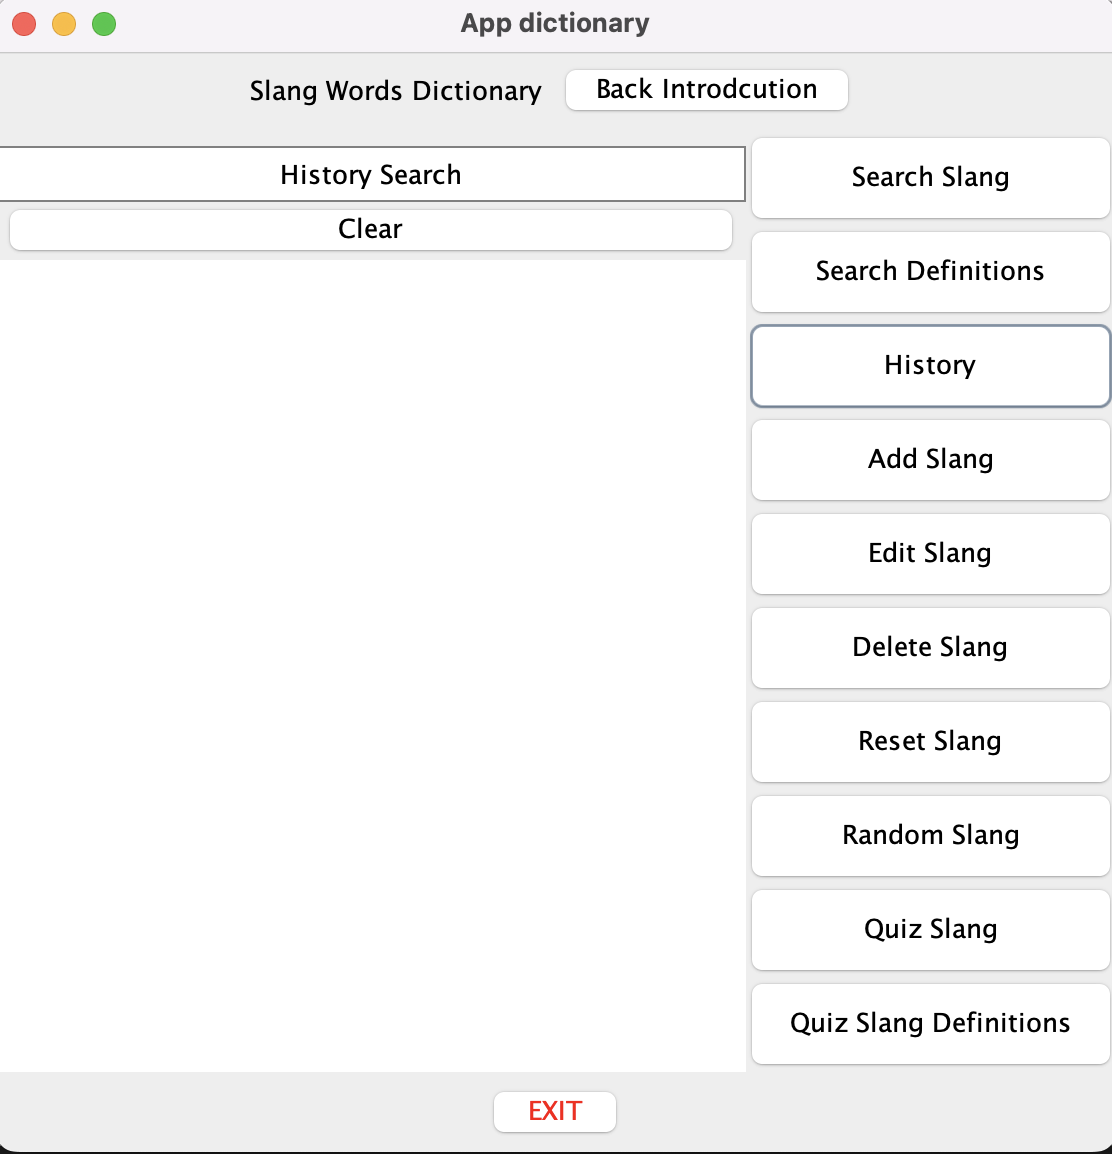 App dictionary
Slang Words Dictionary
Back Introdcution
History Search
Clear
Search Slang
Search Definitions
History
Add Slang
Edit Slang
Delete Slang
Reset Slang
Random Slang
Quiz Slang
Quiz Slang Definitions
EXIT